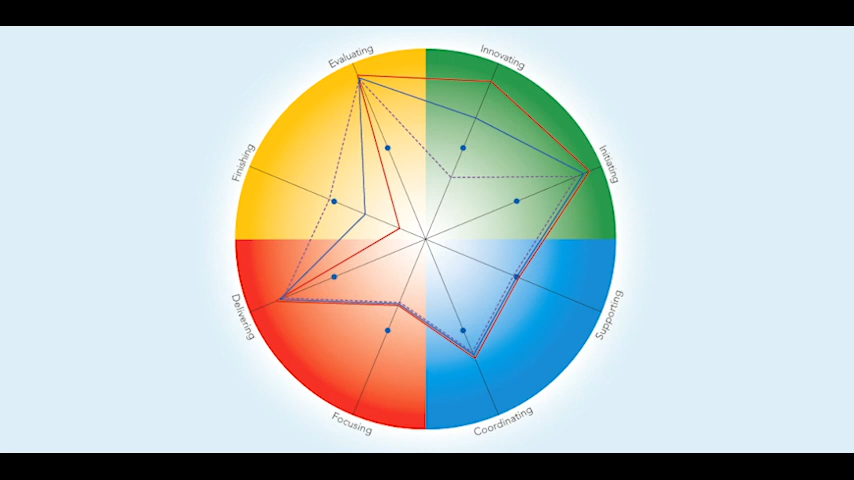 Evaluating
Innovating
Finishing
Initiating
Delivering
Supporting
Focusing
Coordinating